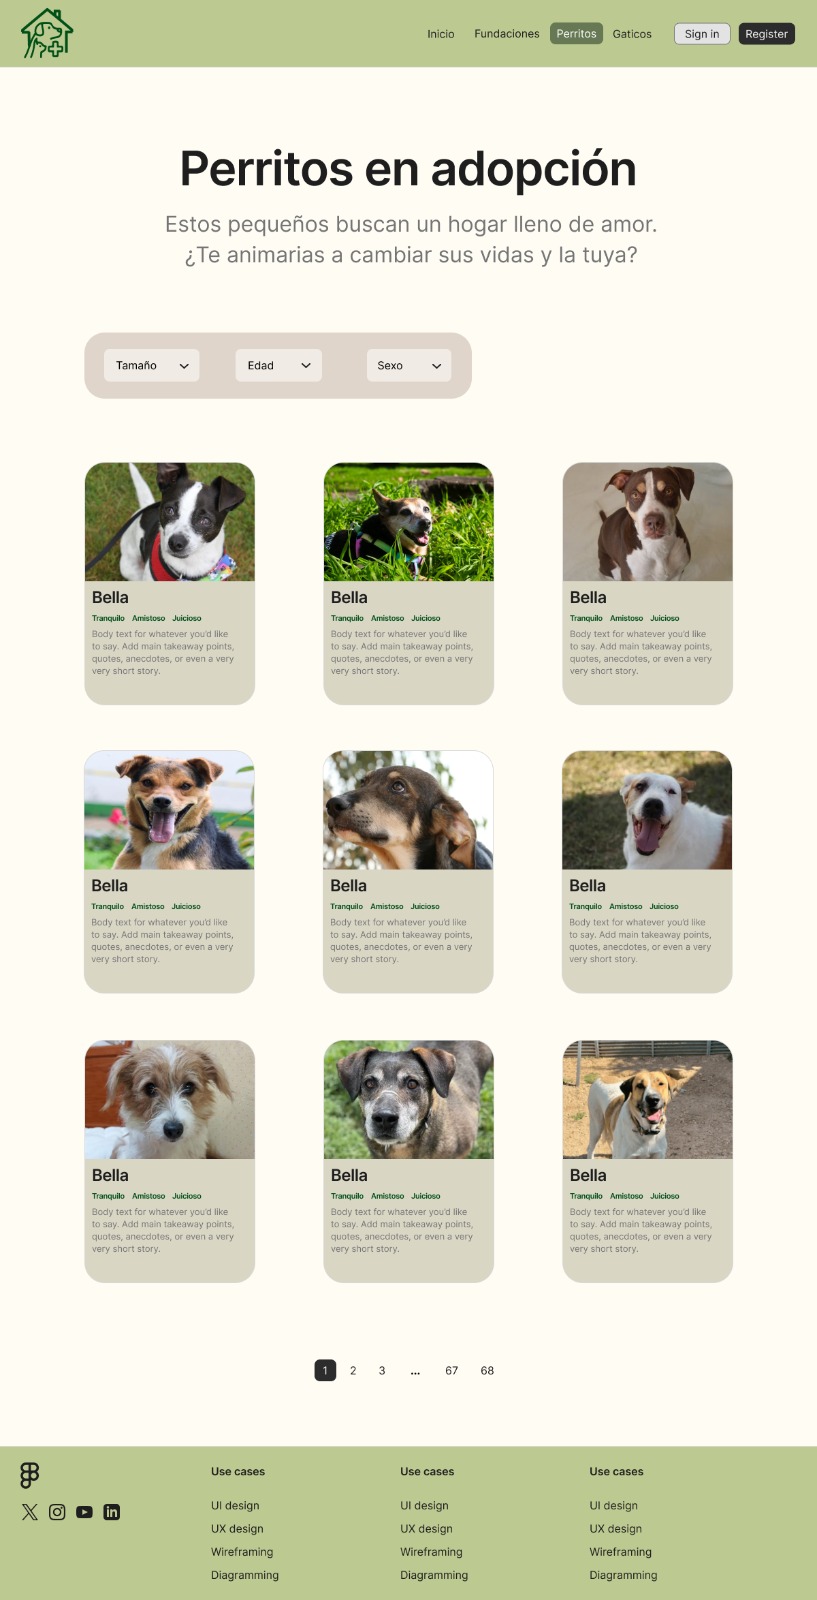 Inicio Fundaciones Perritos Gaticos Sign in Register
Perritos en adopción
Estos pequeños buscan un hogar lleno de amor.
¿Te animarias a cambiar sus vidas y la tuya?
Tamaño Edad Sexo
Bella
Tranquilo Amistoso Juicioso
Body text for whatever you'd like
to say. Add main takeaway points,
quotes, anecdotes, or even a very
very short story.
Bella
Tranquilo Amistoso Juicioso
Body text for whatever you'd like
to say. Add main takeaway points,
quotes, anecdotes, or even a very
very short story.
Bella
Tranquilo Amistoso Juicioso
Body text for whatever you'd like
to say. Add main takeaway points,
quotes, anecdotes, or even a very
very short story.
Bella
Tranquilo Amistoso Juicioso
Body text for whatever you'd like
to say. Add main takeaway points,
quotes, anecdotes, or even a very
very short story.
Bella
Tranquilo Amistoso Juicioso
Body text for whatever you'd like
to say. Add main takeaway points,
quotes, anecdotes, or even a very
very short story.
Bella
Tranquilo Amistoso Juicioso
Body text for whatever you'd like
to say. Add main takeaway points,
quotes, anecdotes, or even a very
very short story.
Bella
Tranquilo Amistoso Juicioso
Body text for whatever you'd like
to say. Add main takeaway points,
quotes, anecdotes, or even a very
very short story.
Bella
Tranquilo Amistoso Juicioso
Body text for whatever you'd like
to say. Add main takeaway points,
quotes, anecdotes, or even a very
very short story.
Bella
Tranquilo Amistoso Juicioso
Body text for whatever you'd like
to say. Add main takeaway points,
quotes, anecdotes, or even a very
very short story.
1 2 3 ... 67 68
Use cases
UI design
UX design
Wireframing
Diagramming
Use cases
UI design
UX design
Wireframing
Diagramming
Use cases
UI design
UX design
Wireframing
Diagramming